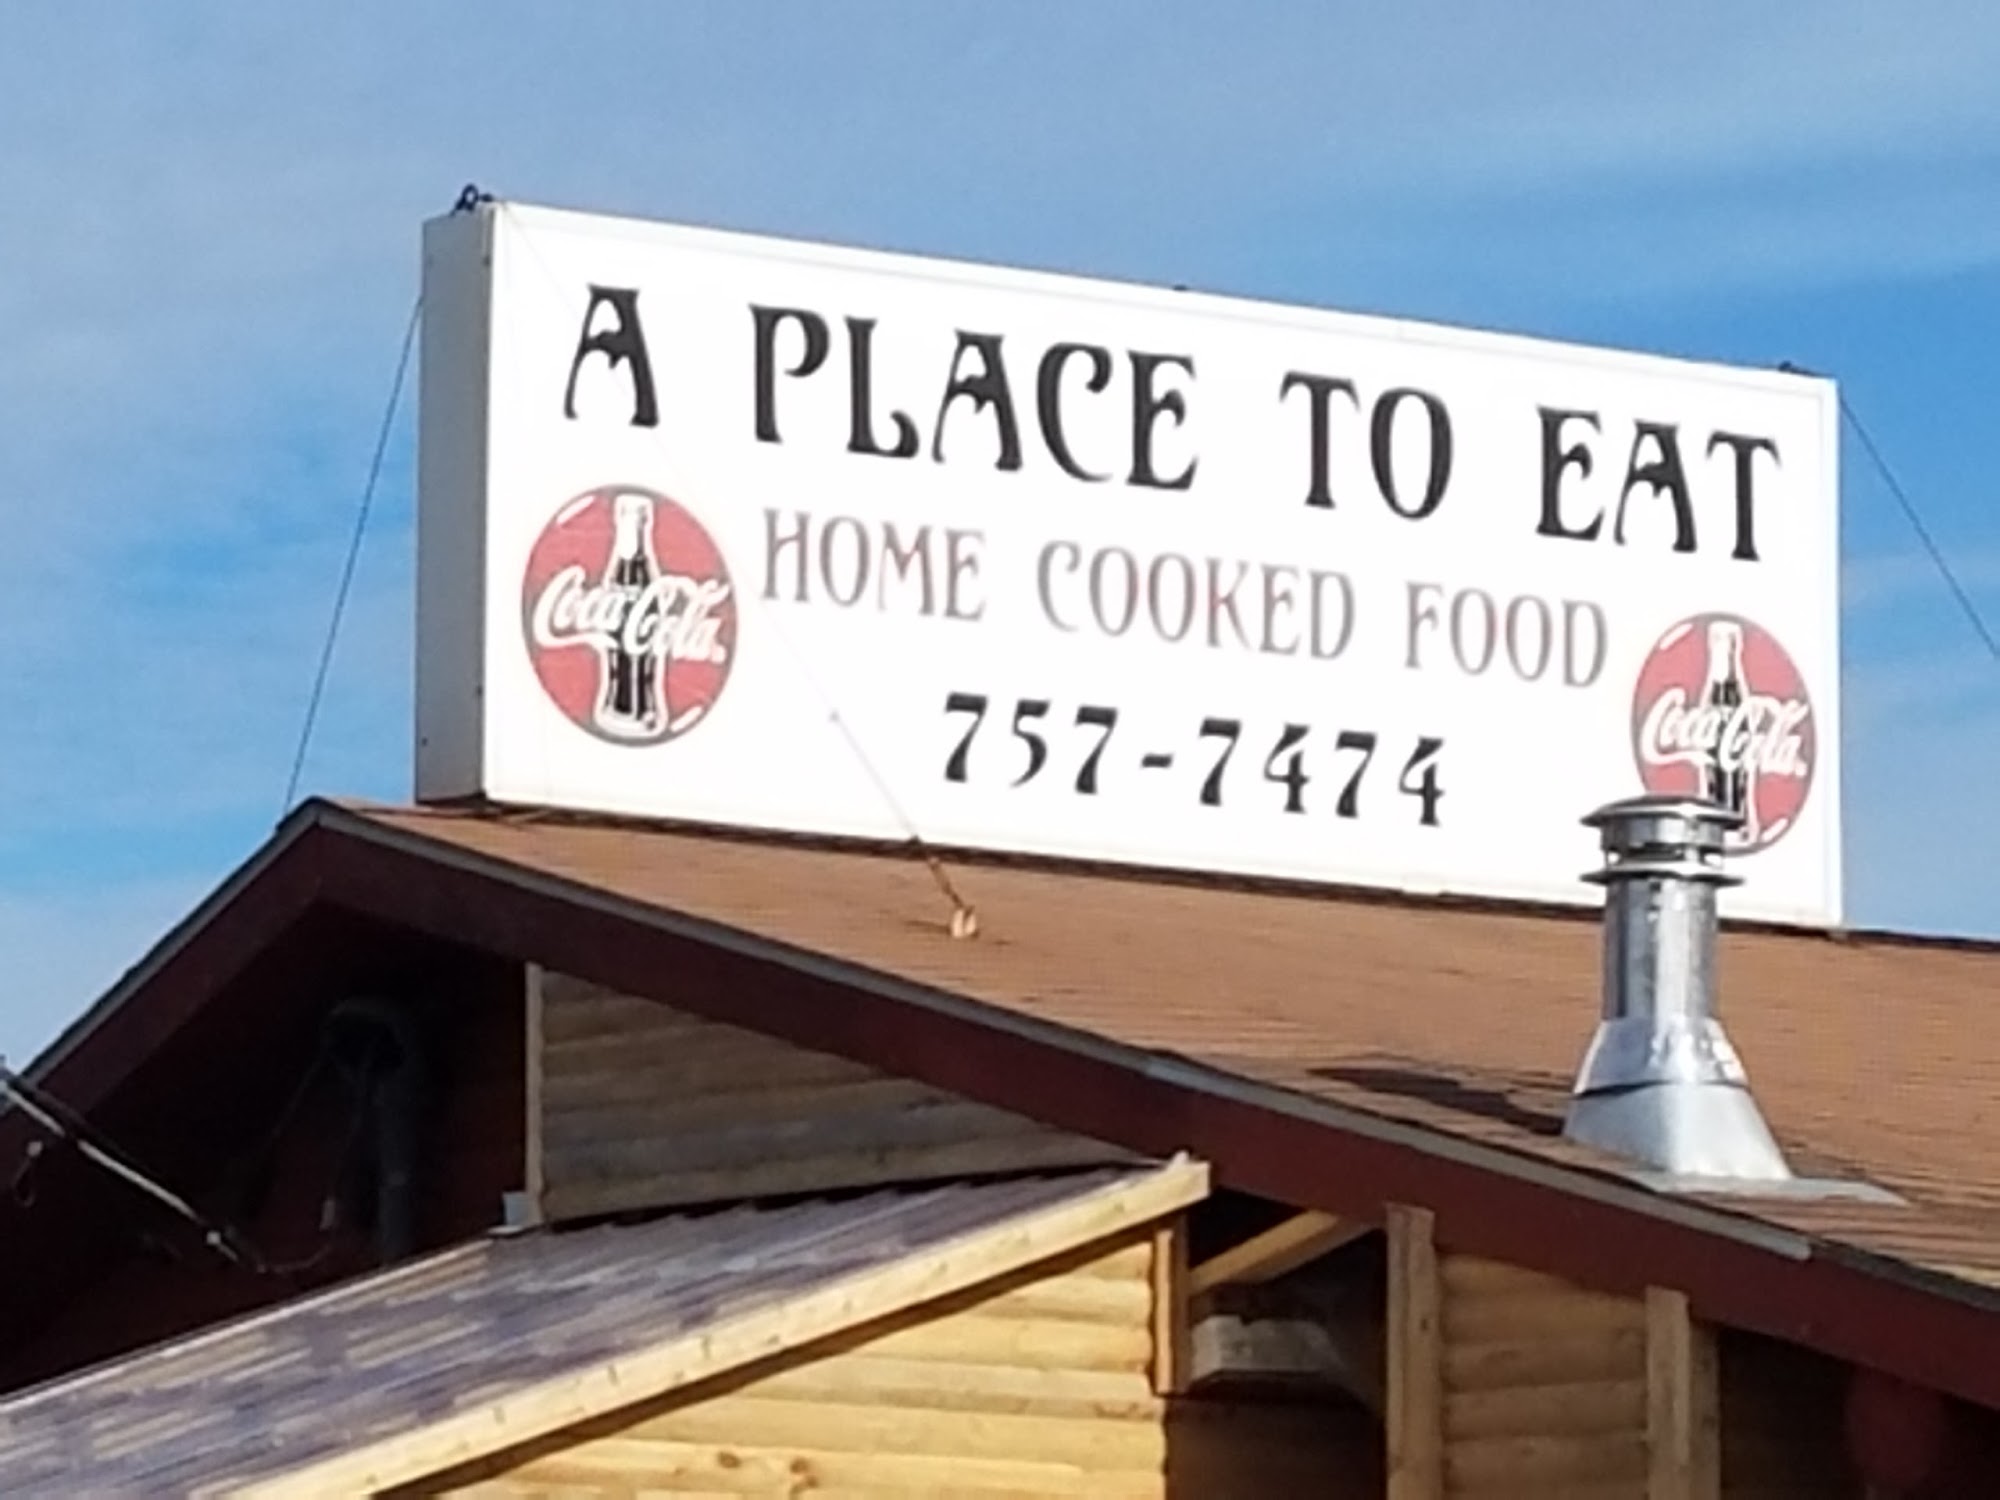 A PLACE TO EAT
HOME COOKED FOOD
Coca-Cola
Coca-Cola
757-7474